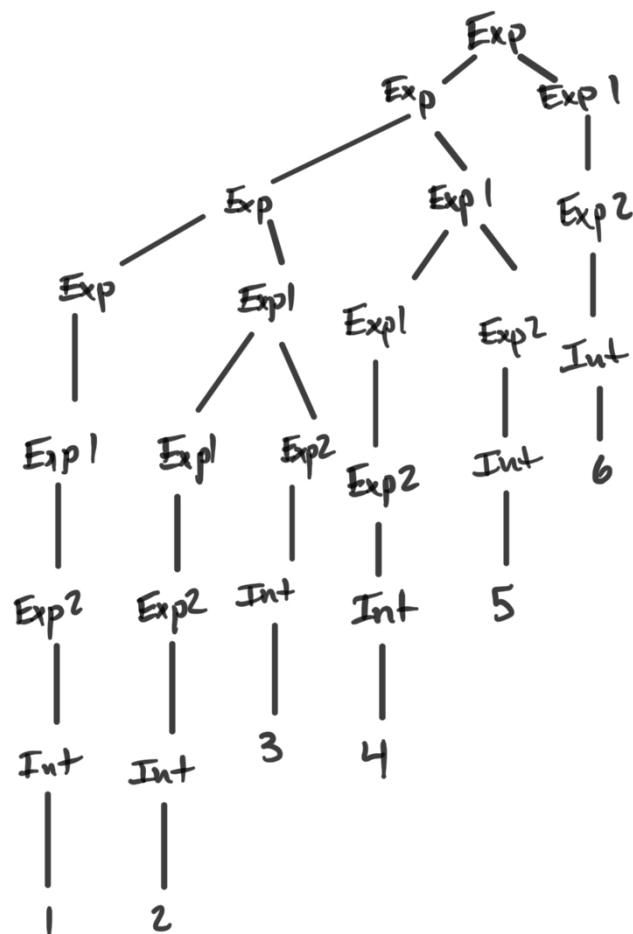 Exp
Exp Exp1
Exp Exp1 Exp2
Exp Exp1 Exp1 Exp2 Int
Exp1 Exp1 Exp2 Exp2 Int 6
Exp2 Exp2 Int Int 5
Int Int 3 4
1 2